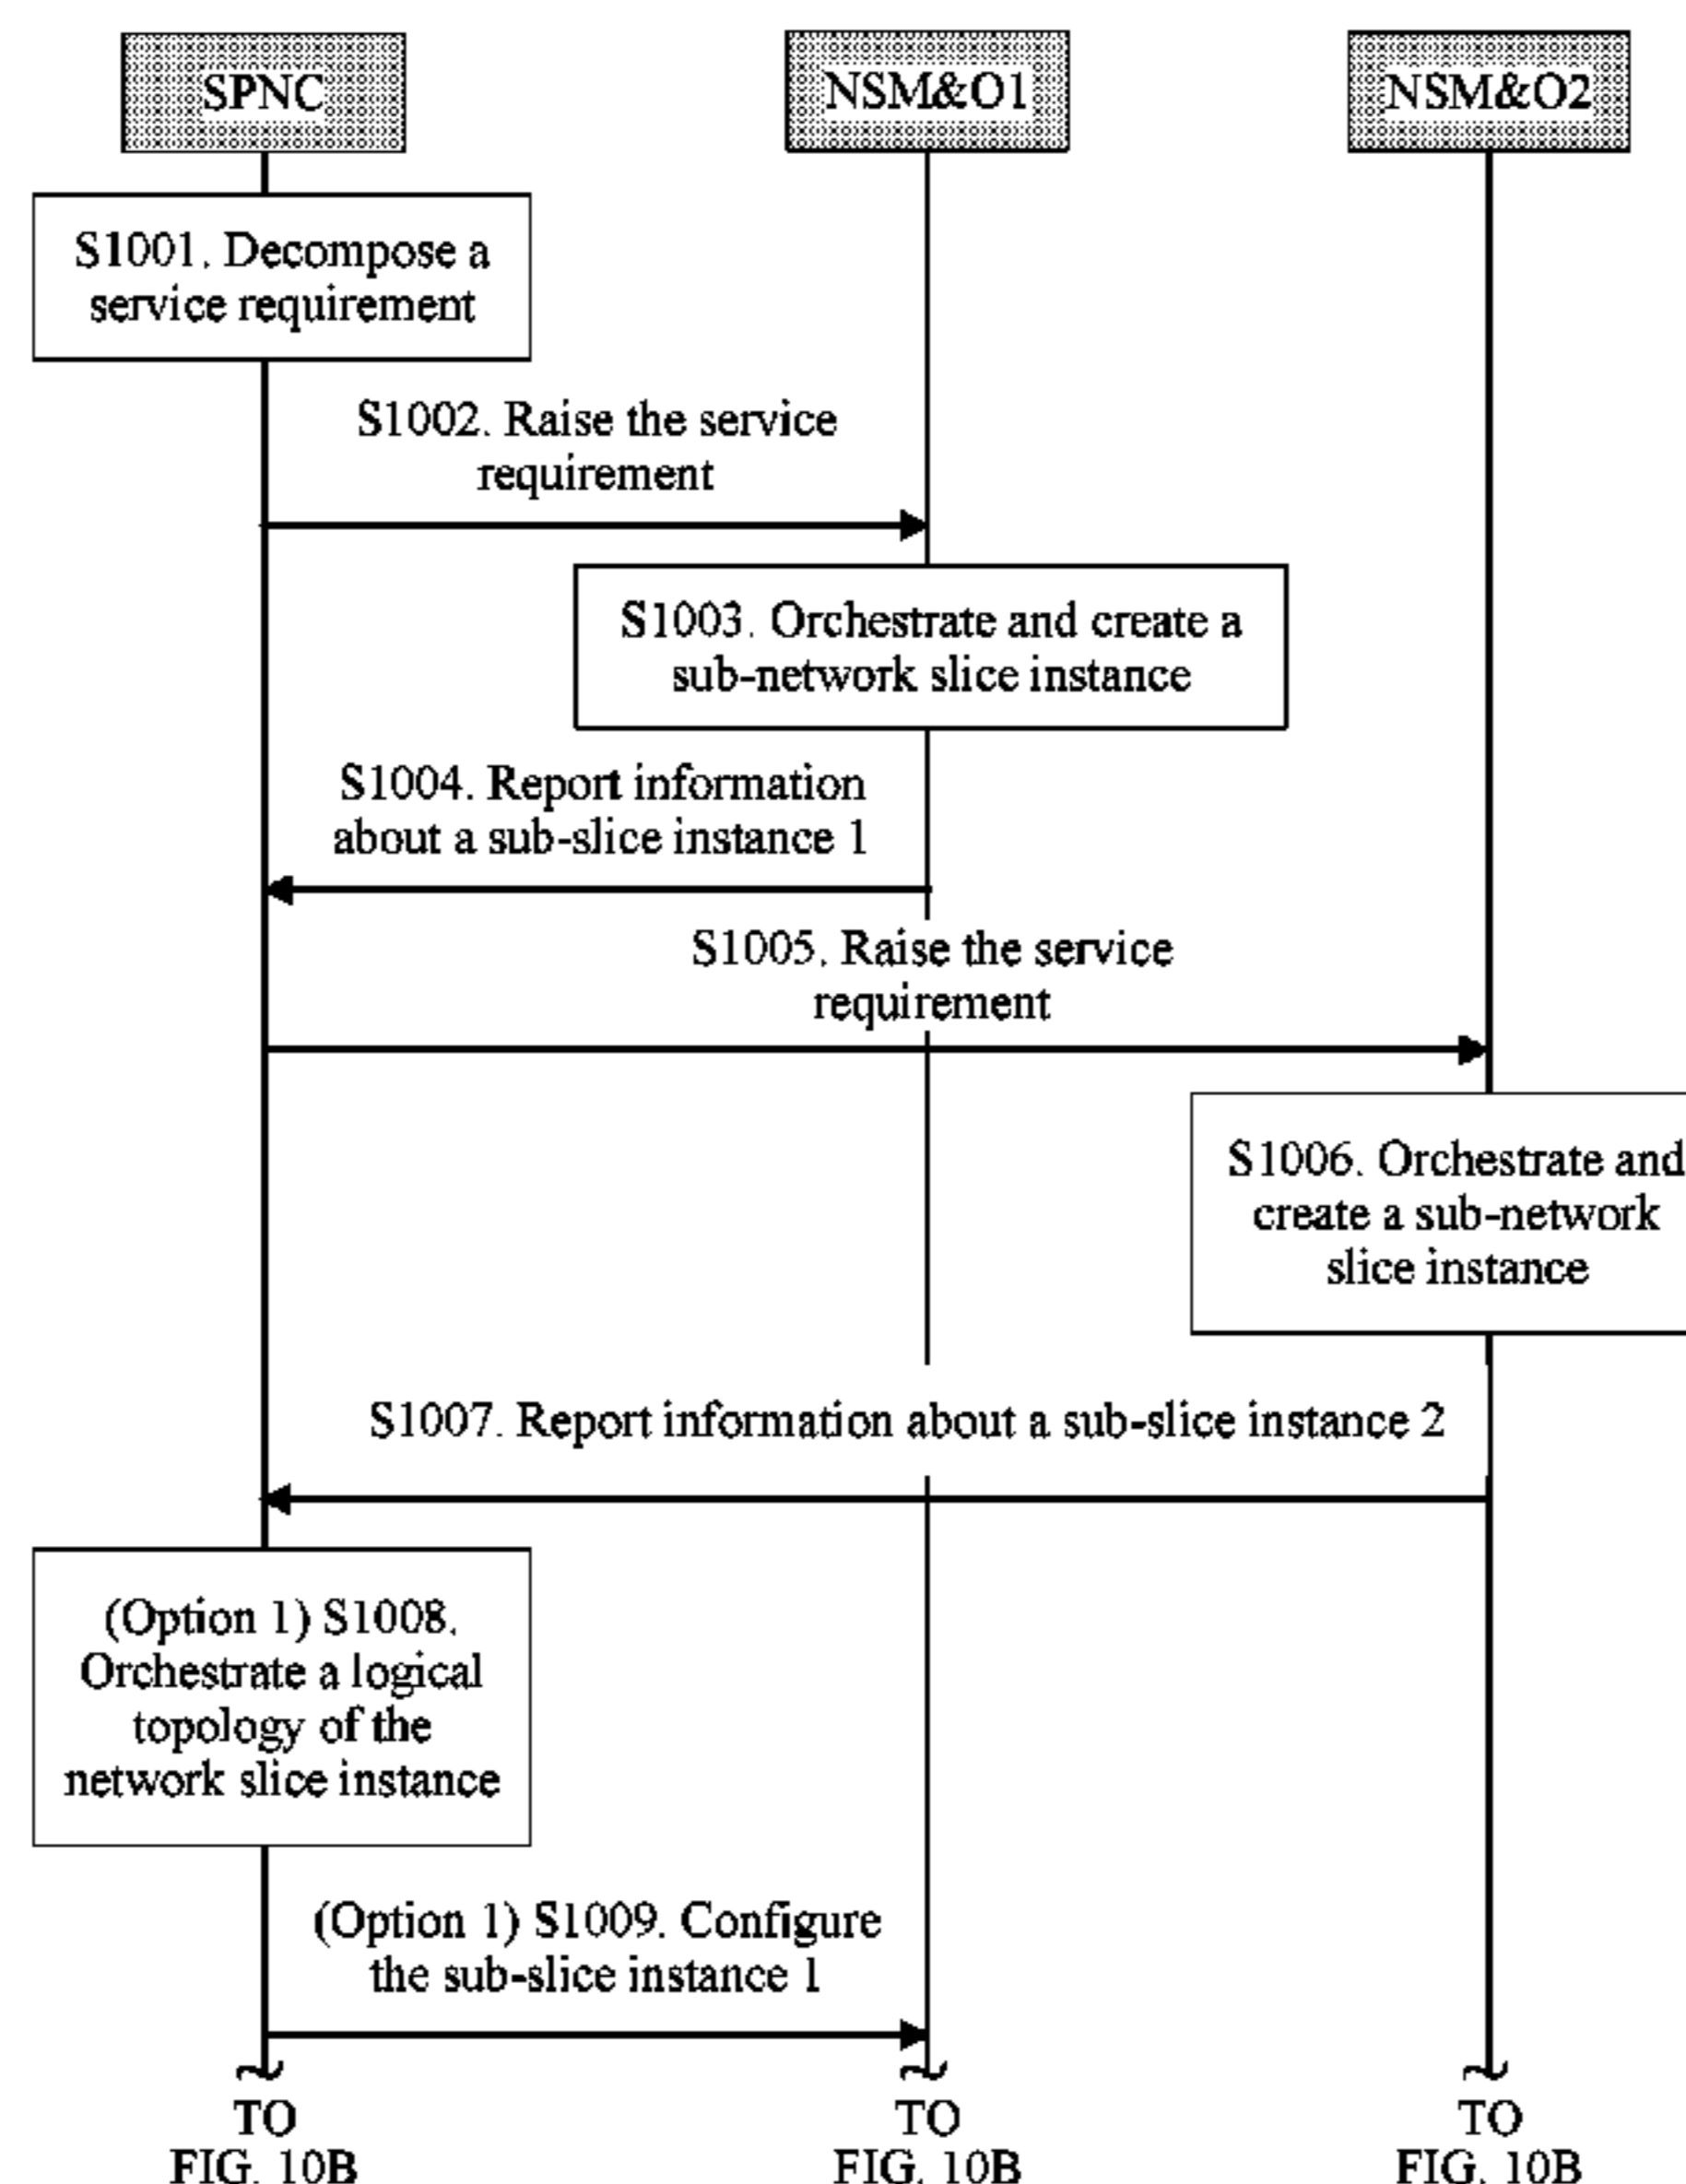 SPNC
NSM&O1
NSM&O2
S1001. Decompose a
service requirement
S1002. Raise the service
requirement
S1003. Orchestrate and create a
sub-network slice instance
S1004. Report information
about a sub-slice instance 1
S1005. Raise the service
requirement
S1006. Orchestrate and
create a sub-network
slice instance
S1007. Report information about a sub-slice instance 2
(Option 1) S1008.
Orchestrate a logical
topology of the
network slice instance
(Option 1) S1009. Configure
the sub-slice instance 1
TO
FIG. 10B
TO
FIG. 10B
TO
FIG. 10B